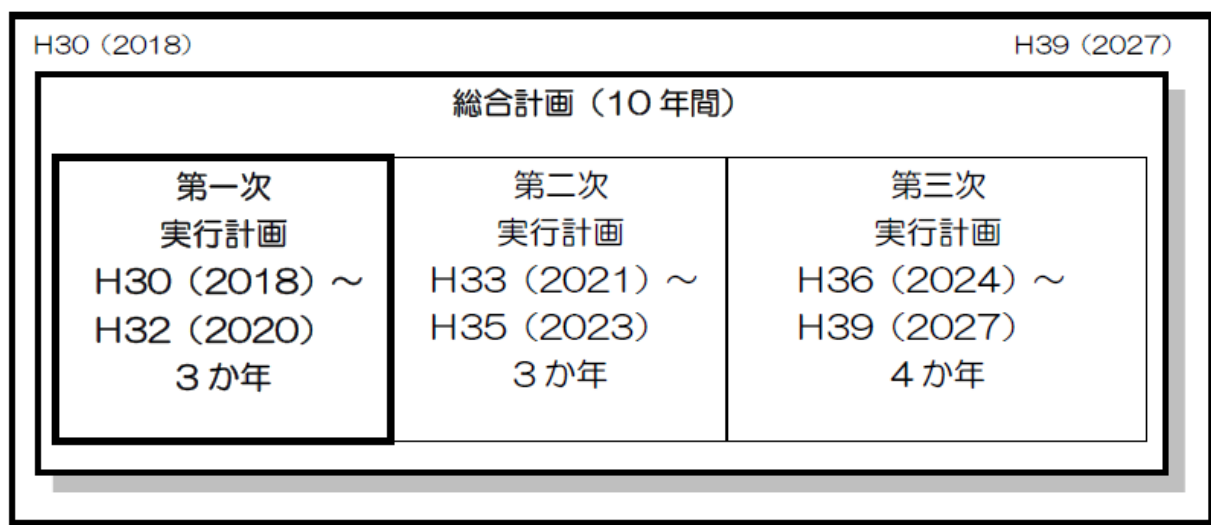 H30（2018）
H39（2027）
総合計画（10年間）
第一次
実行計画
H30（2018）～
H32（2020）
３か年
第二次
実行計画
H33（2021）～
H35（2023）
３か年
第三次
実行計画
H36（2024）～
H39（2027）
４か年